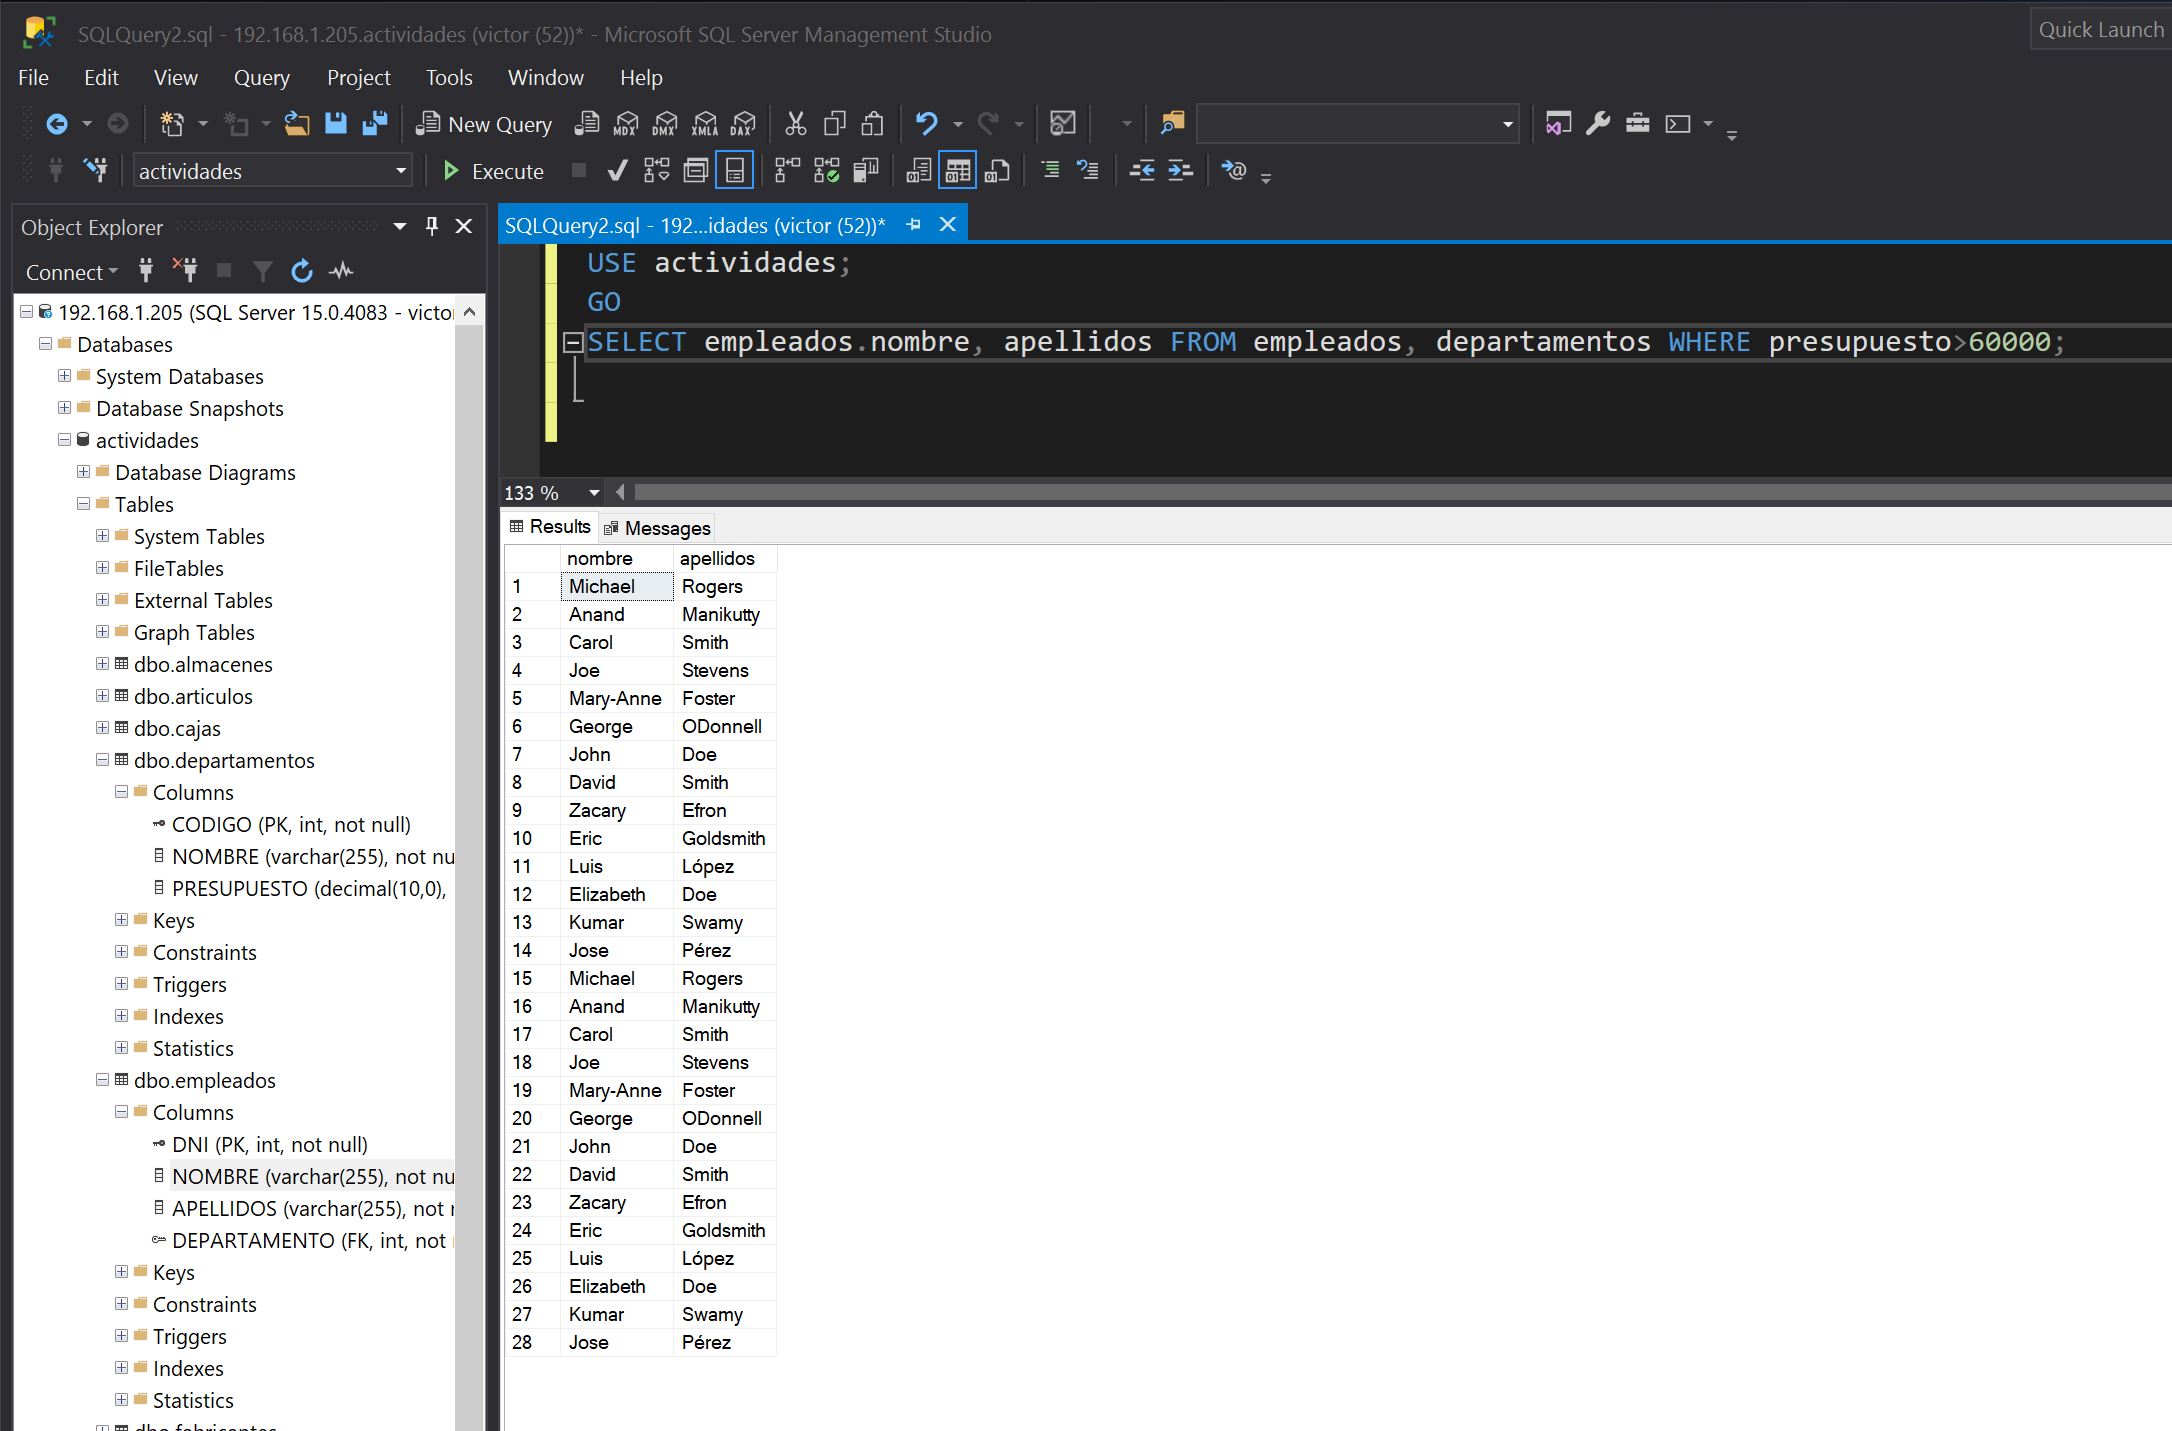 SQLQuery2.sql - 192.168.1.205.actividades (victor (52))* - Microsoft SQL Server Management Studio
Quick Launch
File Edit View Query Project Tools Window Help
New Query MDX DMX XMLA DAX
actividades Execute
Object Explorer
Connect
192.168.1.205 (SQL Server 15.0.4083 - victo
Databases
System Databases
Database Snapshots
actividades
Database Diagrams
Tables
System Tables
FileTables
External Tables
Graph Tables
dbo.almacenes
dbo.articulos
dbo.cajas
dbo.departamentos
Columns
CODIGO (PK, int, not null)
NOMBRE (varchar(255), not nu
PRESUPUESTO (decimal(10,0),
Keys
Constraints
Triggers
Indexes
Statistics
dbo.empleados
Columns
DNI (PK, int, not null)
NOMBRE (varchar(255), not nu
APELLIDOS (varchar(255), not r
DEPARTAMENTO (FK, int, not
Keys
Constraints
Triggers
Indexes
Statistics
dbo.fabricantes
SQLQuery2.sql - 192...idades (victor (52))*
USE actividades;
GO
SELECT empleados.nombre, apellidos FROM empleados, departamentos WHERE presupuesto>60000;
133 %
Results Messages
nombre apellidos
1 Michael Rogers
2 Anand Manikutty
3 Carol Smith
4 Joe Stevens
5 Mary-Anne Foster
6 George ODonnell
7 John Doe
8 David Smith
9 Zacary Efron
10 Eric Goldsmith
11 Luis López
12 Elizabeth Doe
13 Kumar Swamy
14 Jose Pérez
15 Michael Rogers
16 Anand Manikutty
17 Carol Smith
18 Joe Stevens
19 Mary-Anne Foster
20 George ODonnell
21 John Doe
22 David Smith
23 Zacary Efron
24 Eric Goldsmith
25 Luis López
26 Elizabeth Doe
27 Kumar Swamy
28 Jose Pérez